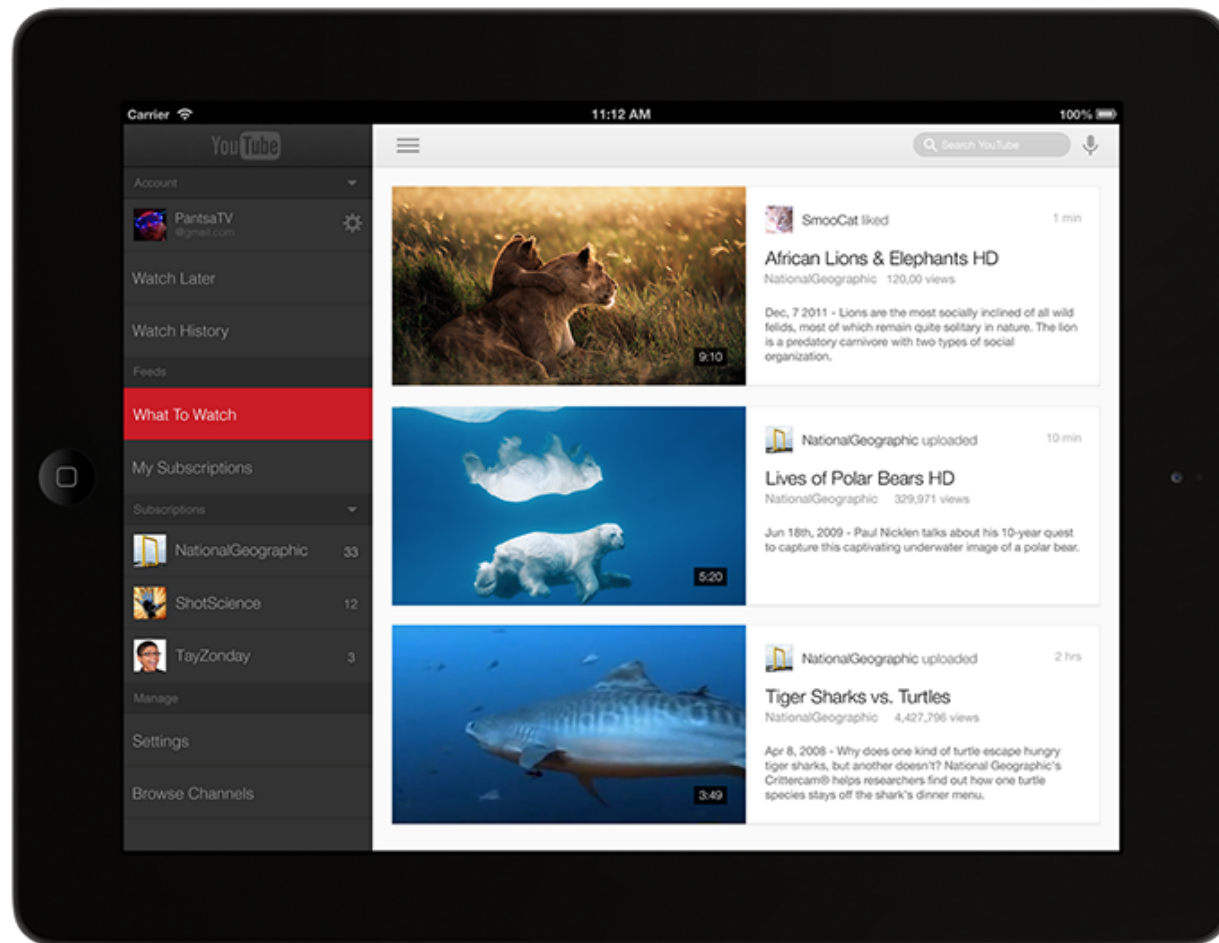 Carrier
11:12 AM
100%
YouTube
Account
PantsaTV
@gmail.com
Watch Later
Watch History
Feeds
What To Watch
My Subscriptions
Subscriptions
NationalGeographic 33
ShotScience 12
TayZonday 3
Manage
Settings
Browse Channels
Search YouTube
9:10
SmooCat liked 1 min
African Lions & Elephants HD
NationalGeographic 120,00 views
Dec, 7 2011 - Lions are the most socially inclined of all wild
felids, most of which remain quite solitary in nature. The lion
is a predatory carnivore with two types of social
organization.
5:20
NationalGeographic uploaded 10 min
Lives of Polar Bears HD
NationalGeographic 329,971 views
Jun 18th, 2009 - Paul Nicklen talks about his 10-year quest
to capture this captivating underwater image of a polar bear.
3:49
NationalGeographic uploaded 2 hrs
Tiger Sharks vs. Turtles
NationalGeographic 4,427,796 views
Apr 8, 2008 - Why does one kind of turtle escape hungry
tiger sharks, but another doesn't? National Geographic's
Crittercam® helps researchers find out how one turtle
species stays off the shark's dinner menu.